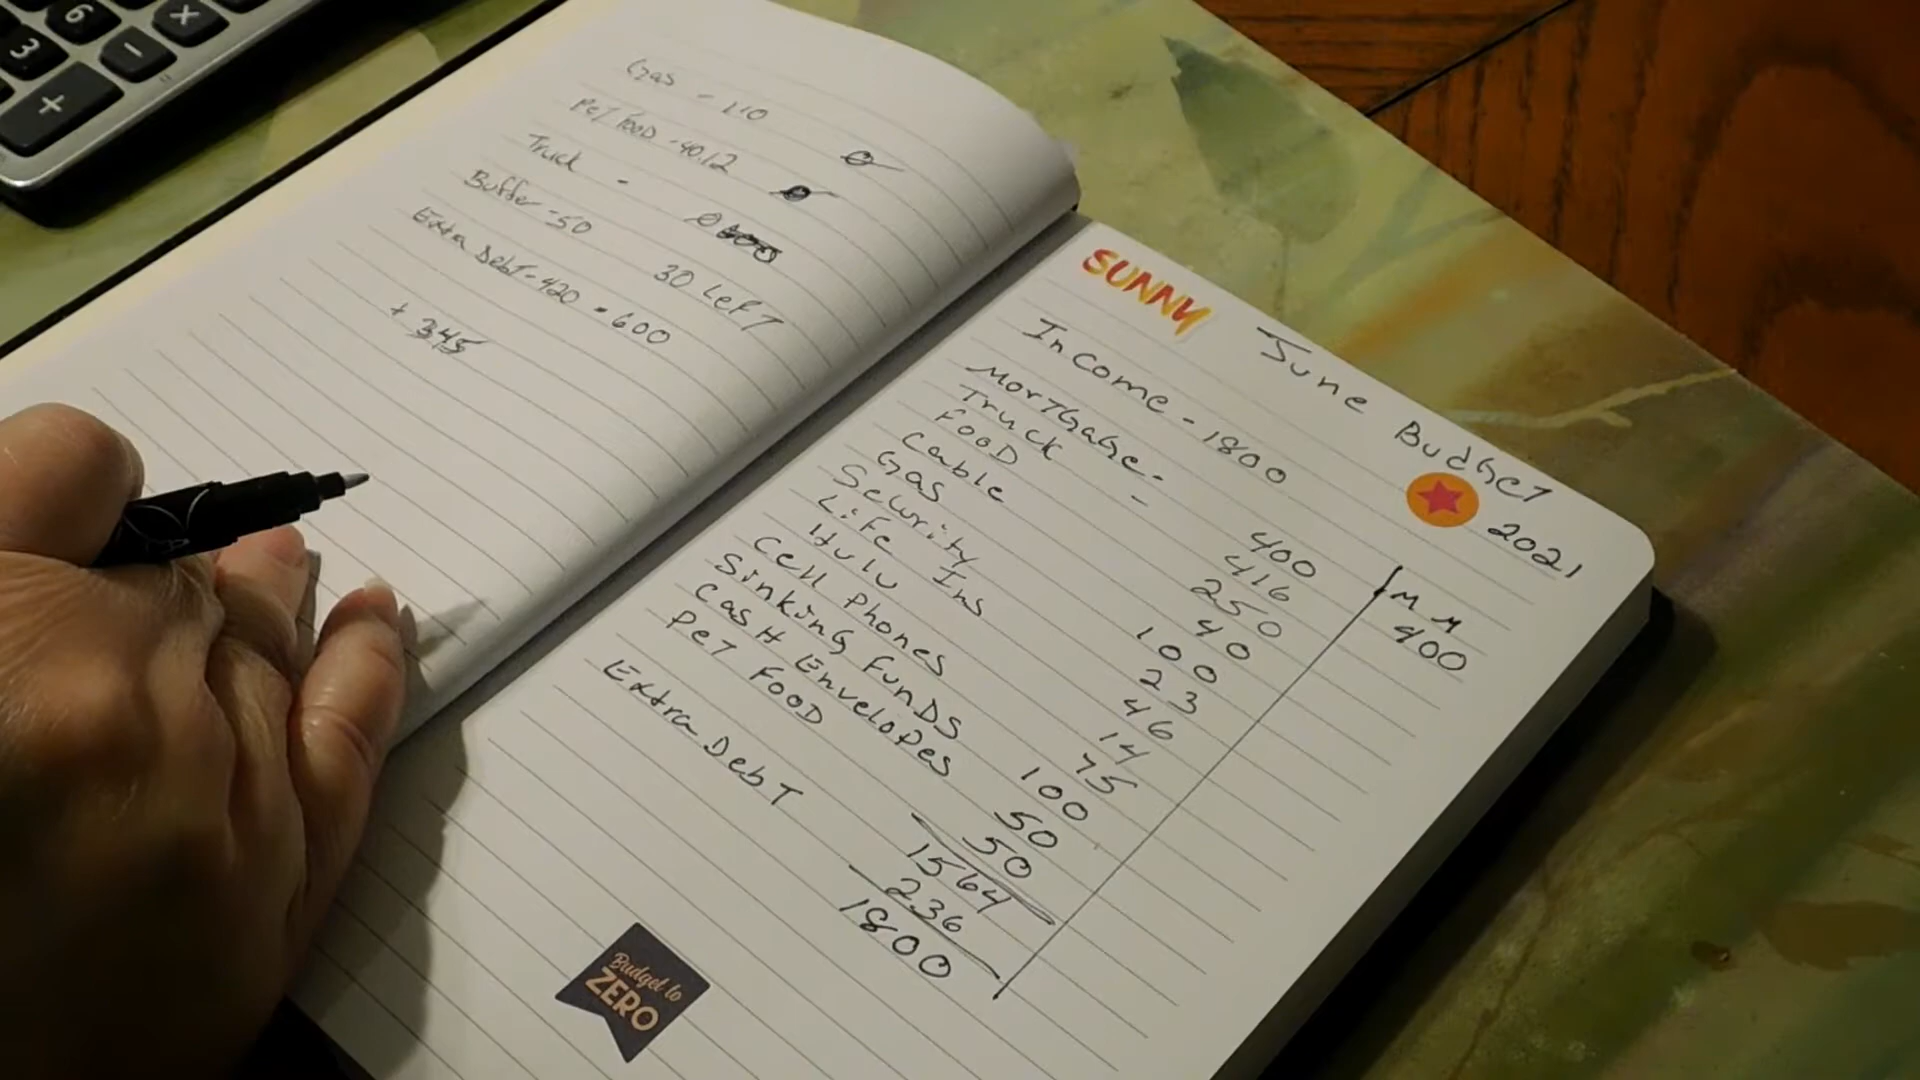 6
×
3
-
+
Gas - 110
Pet Food - 40.12
Truck -
Buffer - 50
30 Left
Extra Debt - 420 = 600
+ 345
SUNNY
June Budget
2021
Income - 1800
Mortgage - 400
Truck - 416
Food 250
Cable 40
Gas 100
Security 23
Life Ins 46
Hulu 14
Cell Phones 75
Sinking Funds 100
Cash Envelopes 50
Pet Food 50
1564
Extra Debt 236
1800
MM
400
Budget to
ZERO